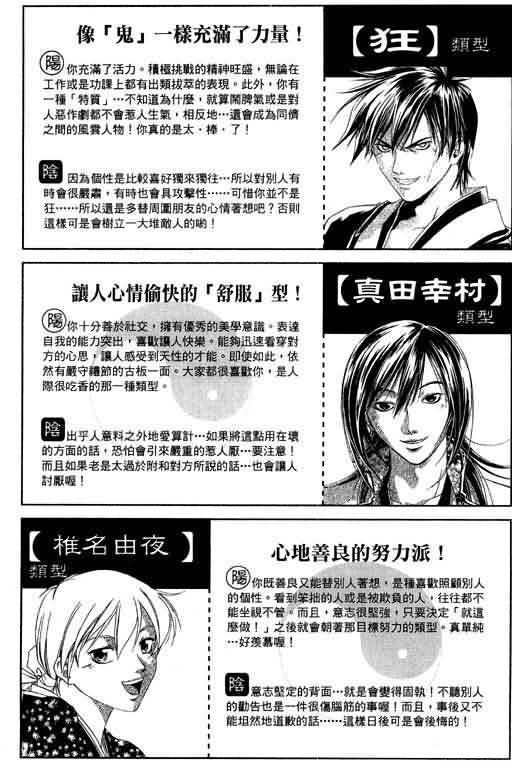 像「鬼」一樣充滿了力量！
【狂】
類型
陽 你充滿了活力。積極挑戰的精神旺盛，無論在
工作或是功課上都有出類拔萃的表現。此外，你有
一種「特質」…不知道為什麼，就算鬧脾氣或是對
人惡作劇都不會惹人生氣，相反地…還會成為同儕
之間的風雲人物！你真的是太．棒．了！
陰 因為個性是比較喜好獨來獨往…所以對別人有
時會很嚴肅，有時也會具攻擊性……可惜你並不是
狂……所以還是多替周圍朋友的心情著想吧？否則
這樣可是會樹立一大堆敵人的喲！
讓人心情愉快的「舒服」型！
【真田幸村】
類型
陽 你十分善於社交，擁有優秀的美學意識。表達
自我的能力突出，喜歡讓人快樂。能夠迅速看穿對
方的心思，讓人感受到天性的才能。即使如此，依
然有嚴守禮節的古板一面。大家都很喜歡你，是人
際很吃香的那一種類型。
陰 出乎人意料之外地愛算計…如果將這點用在壞
的方面的話，恐怕會引來嚴重的惹人厭…要注意！
而且如果老是太過於附和對方所說的話…也會讓人
討厭喔！
【椎名由夜】
類型
心地善良的努力派！
陽 你既善良又能替別人著想，是種喜歡照顧別人
的個性。看到笨拙的人或是被欺負的人，往往都不
能坐視不管。而且，意志很堅強，只要決定「就這
麼做！」之後就會朝著那目標努力的類型。真單純
…好羨慕喔！
陰 意志堅定的背面…就是會變得固執！不聽別人
的勸告也是一件很傷腦筋的事喔！而且，事後又不
能坦然地道歉的話……這樣日後可是會後悔的！